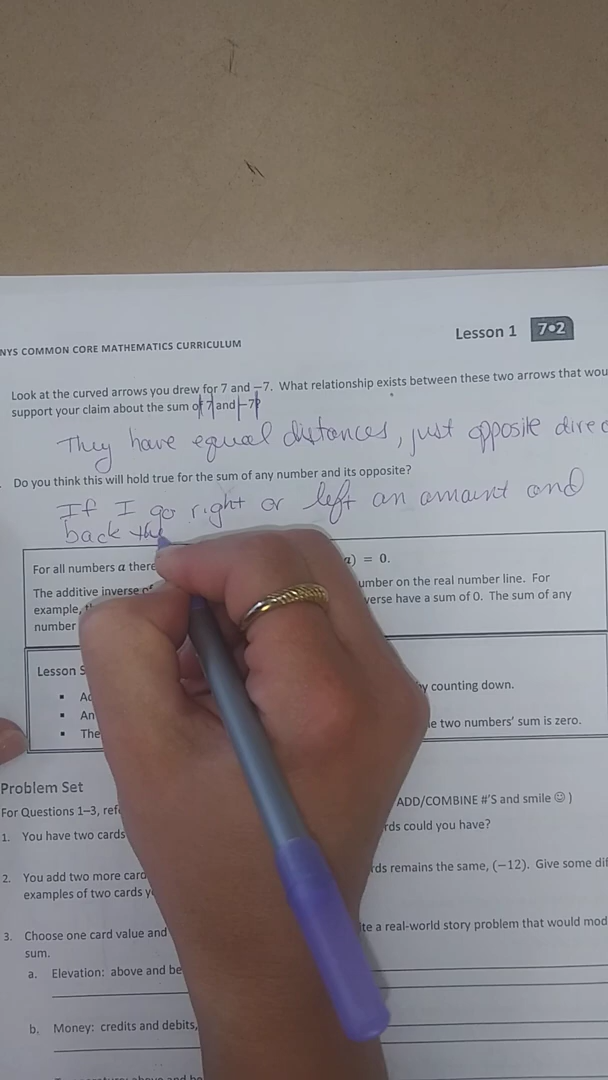 NYS COMMON CORE MATHEMATICS CURRICULUM
Lesson 1
7•2
Look at the curved arrows you drew for 7 and −7. What relationship exists between these two arrows that wou
support your claim about the sum of |7| and |−7|?
They have equal distances, just opposite direc
Do you think this will hold true for the sum of any number and its opposite?
If I go right or left an amount and
back the
For all numbers a there a) = 0.
The additive inverse of umber on the real number line. For
example, verse have a sum of 0. The sum of any
number
Lesson S
▪ Ad y counting down.
▪ An
▪ The e two numbers' sum is zero.
Problem Set
For Questions 1–3, refe ADD/COMBINE #'S and smile ☺)
1. You have two cards rds could you have?
2. You add two more card rds remains the same, (−12). Give some dif
examples of two cards y
3. Choose one card value and ite a real-world story problem that would mod
sum.
a. Elevation: above and be
b. Money: credits and debits,